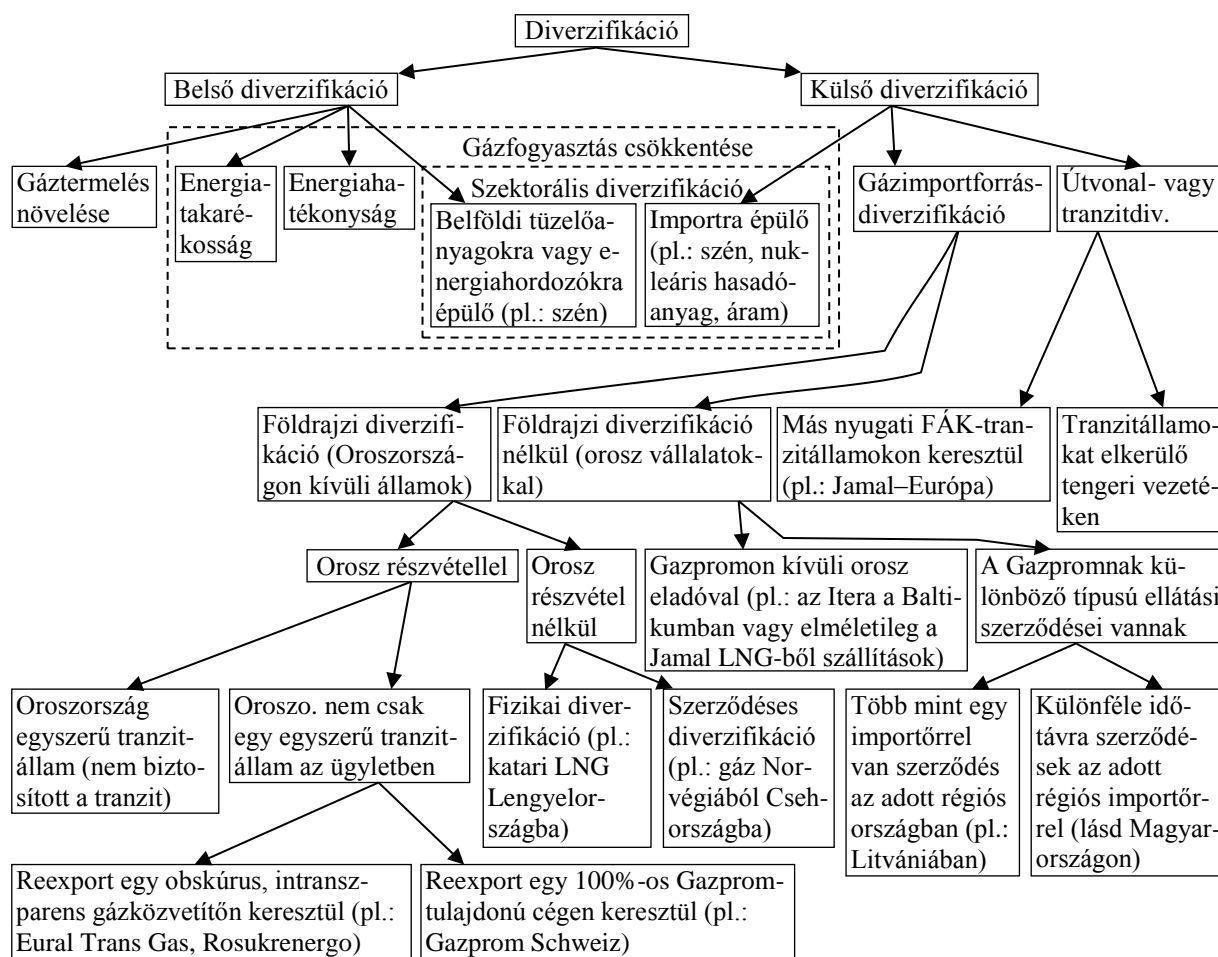 Diverzifikáció
Belső diverzifikáció
Külső diverzifikáció
Gázfogyasztás csökkentése
Gáztermelés
növelése
Energia-
takaré-
kosság
Energiaha-
tékonyság
Szektorális diverzifikáció
Belföldi tüzelőa-
nyagokra vagy e-
nergiahordozókra
épülő (pl.: szén)
Importra épülő
(pl.: szén, nuk-
leáris hasadó-
anyag, áram)
Gázimportforrás-
diverzifikáció
Útvonal- vagy
tranzitdiv.
Földrajzi diverzifi-
káció (Oroszorszá-
gon kívüli államok)
Földrajzi diverzifikáció
nélkül (orosz vállalatok-
kal)
Más nyugati FÁK-tran-
zitállamokon keresztül
(pl.: Jamal–Európa)
Tranzitállamo-
kat elkerülő
tengeri vezeté-
ken
Orosz részvétellel
Orosz
részvétel
nélkül
Gazpromon kívüli orosz
eladóval (pl.: az Itera a Balti-
kumban vagy elméletileg a
Jamal LNG-ből szállítások)
A Gazpromnak kü-
lönböző típusú ellátási
szerződései vannak
Oroszország
egyszerű tranzit-
állam (nem bizto-
sított a tranzit)
Oroszo. nem csak
egy egyszerű tranzit-
állam az ügyletben
Fizikai diver-
zifikáció (pl.:
katari LNG
Lengyelor-
szágba)
Szerződéses
diverzifikáció
(pl.: gáz Nor-
végiából Cseh-
országba)
Több mint egy
importőrrel
van szerződés
az adott régiós
országban (pl.:
Litvániában)
Különféle idő-
távra szerződé-
sek az adott
régiós importőr-
rel (lásd Magyar-
országon)
Reexport egy obskúrus, intransz-
parens gázközvetítőn keresztül (pl.:
Eural Trans Gas, Rosukrenergo)
Reexport egy 100%-os Gazprom-
tulajdonú cégen keresztül (pl.:
Gazprom Schweiz)